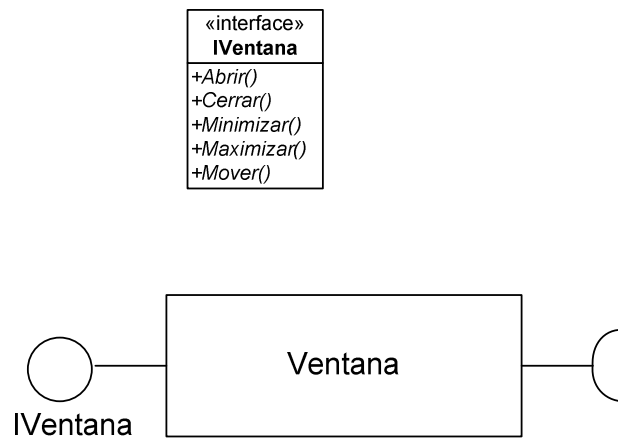 «interface»
IVentana
+Abrir()
+Cerrar()
+Minimizar()
+Maximizar()
+Mover()
Ventana
IVentana